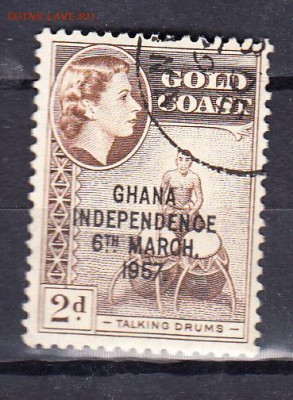 GOLD
COAST
GHANA
INDEPENDENCE
6TH MARCH,
1957
2d
— TALKING DRUMS —